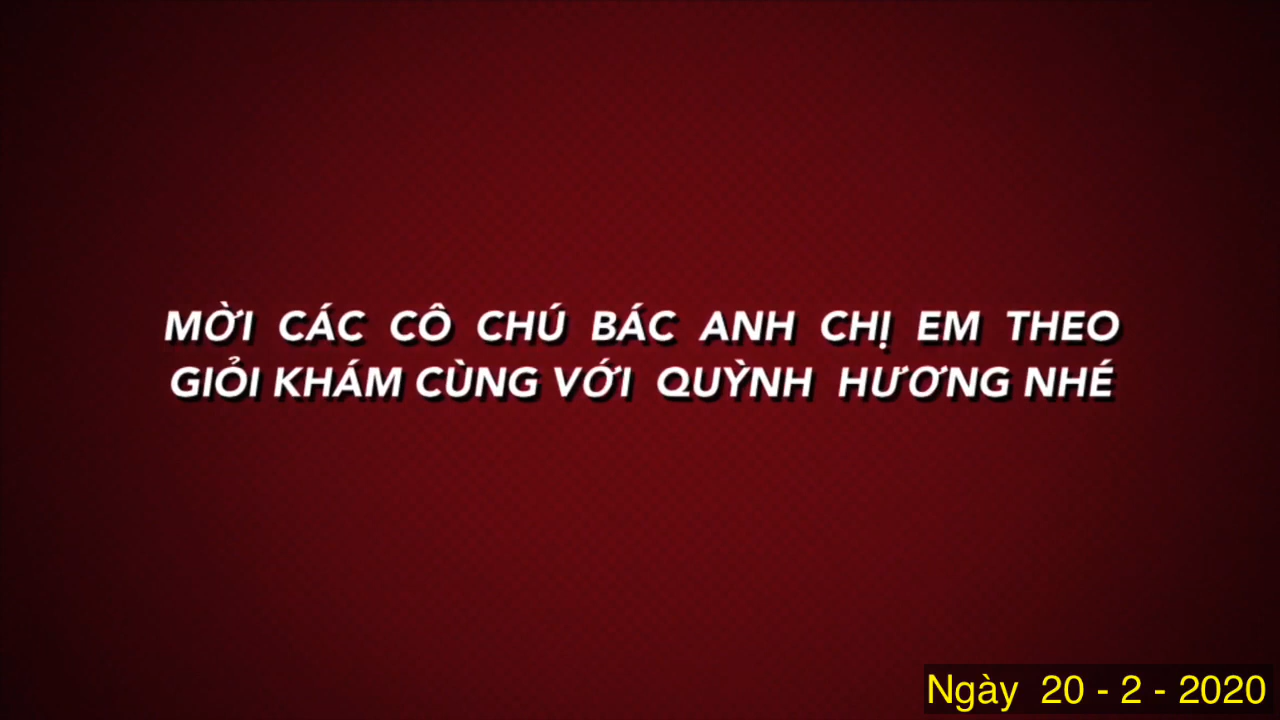 MỜI CÁC CÔ CHÚ BÁC ANH CHỊ EM THEO
GIỎI KHÁM CÙNG VỚI QUỲNH HƯƠNG NHÉ
Ngày 20 - 2 - 2020